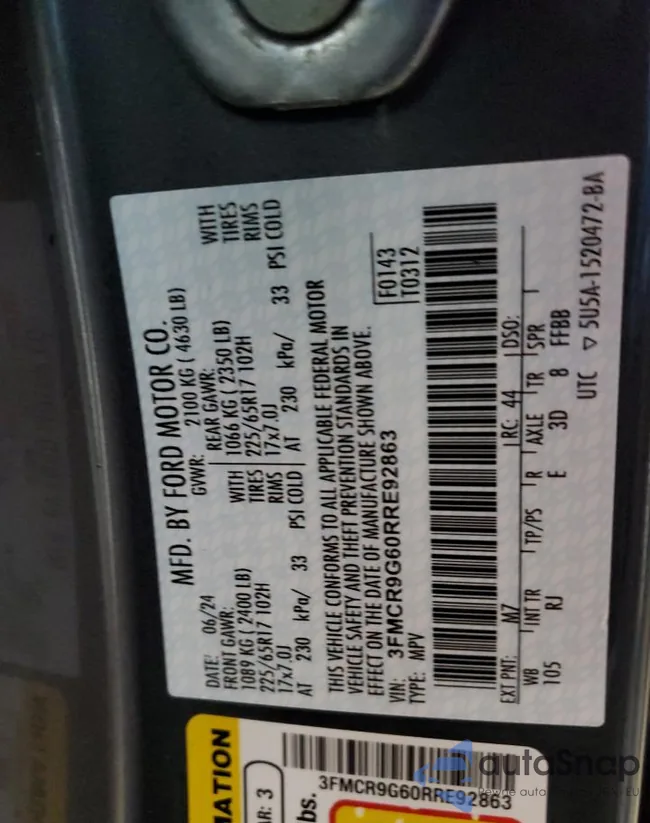 MFD. BY FORD MOTOR CO.
DATE: 06/24 GVWR: 2100 KG ( 4630 LB)
FRONT GAWR: REAR GAWR:
1089 KG ( 2400 LB) WITH 1066 KG ( 2350 LB) WITH
225/65R17 102H TIRES 225/65R17 102H TIRES
17x7.0J RIMS 17x7.0J RIMS
AT 230 kPa/ 33 PSI COLD AT 230 kPa/ 33 PSI COLD
THIS VEHICLE CONFORMS TO ALL APPLICABLE FEDERAL MOTOR
VEHICLE SAFETY AND THEFT PREVENTION STANDARDS IN
EFFECT ON THE DATE OF MANUFACTURE SHOWN ABOVE.
VIN: 3FMCR9G60RRE92863 F0143
TYPE: MPV T0312
EXT PNT: M7 RC: 44 DSO:
WB INT TR TP/PS R AXLE TR SPR
105 RJ E 3D 8 FFBB
UTC ▽ 5U5A-1520472-BA
MATION
AR: 3
bs.
3FMCR9G60RRE92863
autoSnap